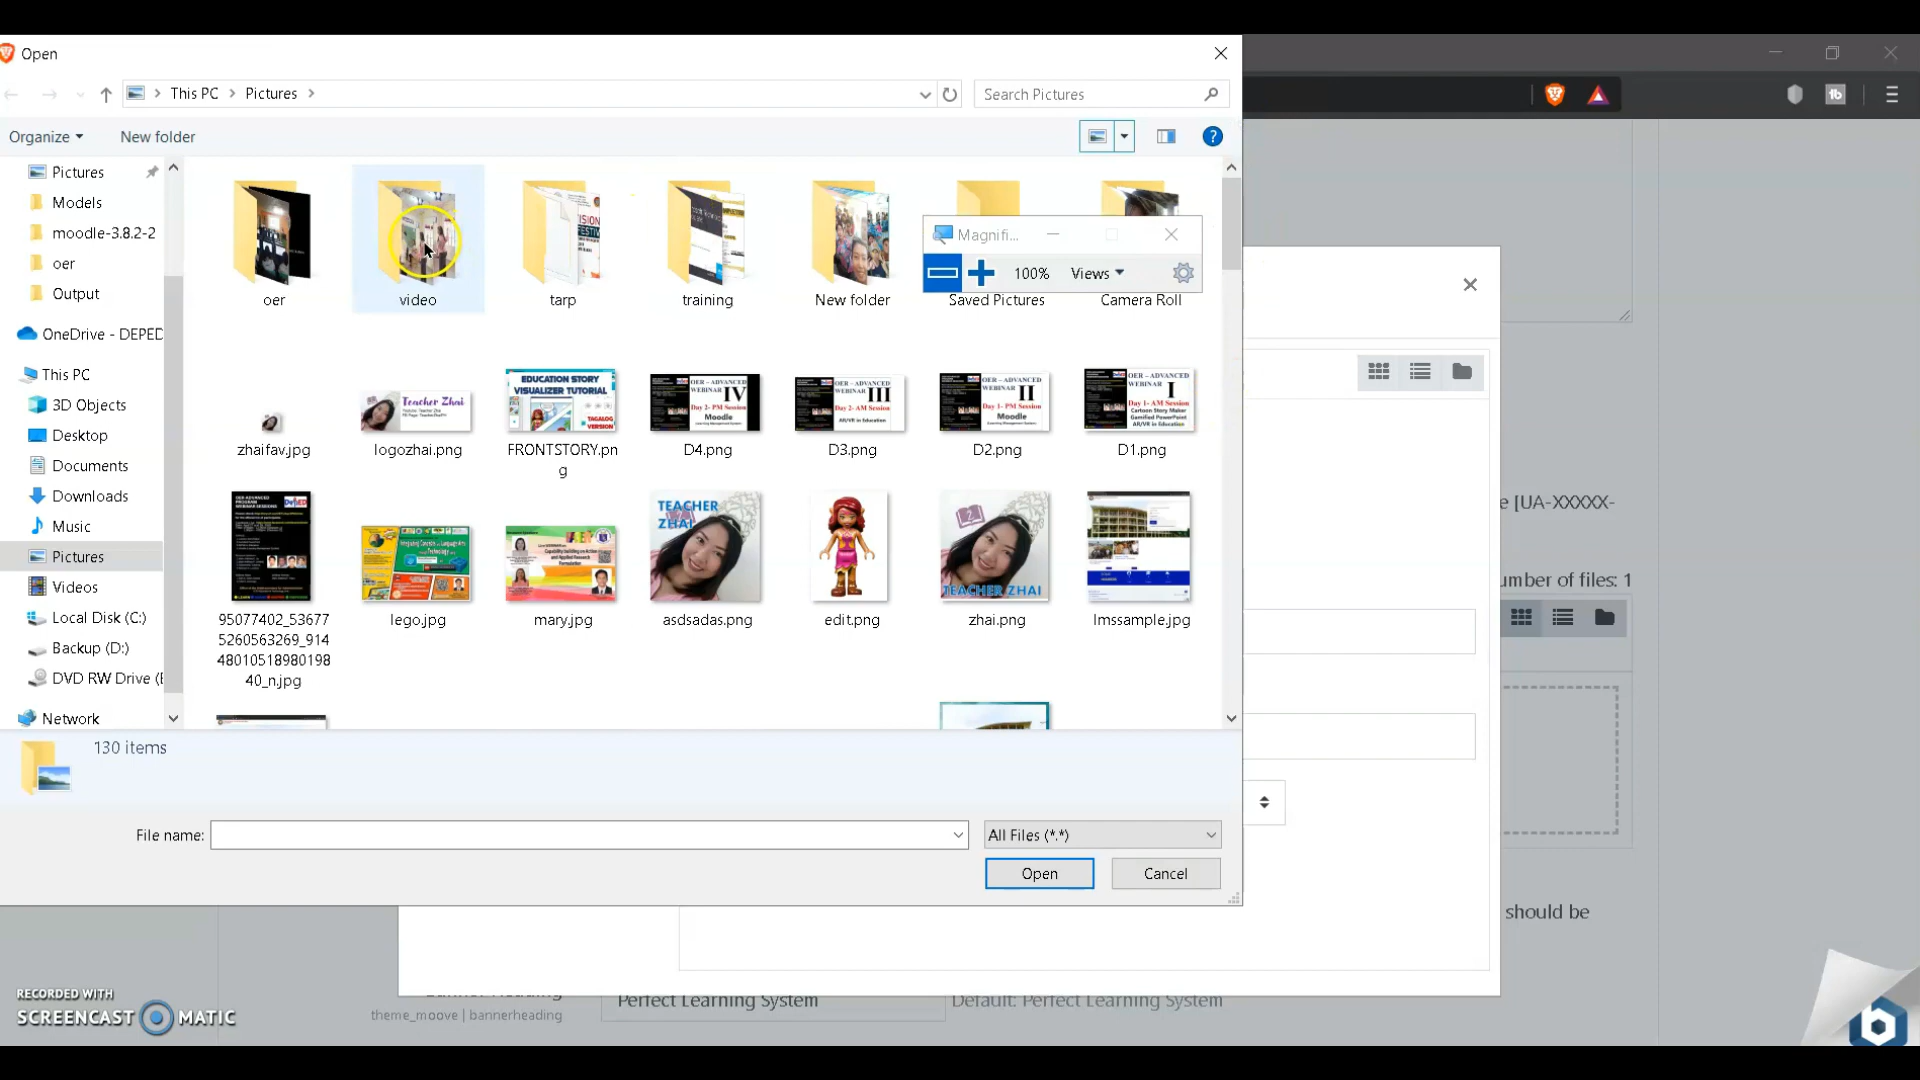 Open
This PC
Pictures
Search Pictures
Organize
New folder
Pictures
Models
moodle-3.8.2-2
oer
Output
OneDrive - DEPED
This PC
3D Objects
Desktop
Documents
Downloads
Music
Pictures
Videos
Local Disk (C:)
Backup (D:)
DVD RW Drive (E
Network
oer
video
tarp
training
New folder
Saved Pictures
Camera Roll
Magnifi...
100%
Views
zhaifav.jpg
Teacher Zhai
logozhai.png
EDUCATION STORY
VISUALIZER TUTORIAL
TAGALOG
VERSION
FRONTSTORY.pn
g
OER – ADVANCED
WEBINAR IV
Day 2- PM Session
Moodle
D4.png
OER – ADVANCED
WEBINAR III
Day 2- AM Session
AR/VR in Education
D3.png
OER – ADVANCED
WEBINAR II
Day 1- PM Session
Moodle
D2.png
OER – ADVANCED
WEBINAR I
Day 1- AM Session
Cartoon Story Maker
Gamified PowerPoint
AR/VR in Education
D1.png
95077402_53677
5260563269_914
48010518980198
40_n.jpg
lego.jpg
mary.jpg
TEACHER
ZHAI
asdsadas.png
edit.png
TEACHER ZHAI
zhai.png
lmssample.jpg
130 items
File name:
All Files (*.*)
Open
Cancel
e [UA-XXXXX-
umber of files: 1
should be
Perfect Learning System
Default: Perfect Learning System
theme_moove | bannerheading
RECORDED WITH
SCREENCAST MATIC